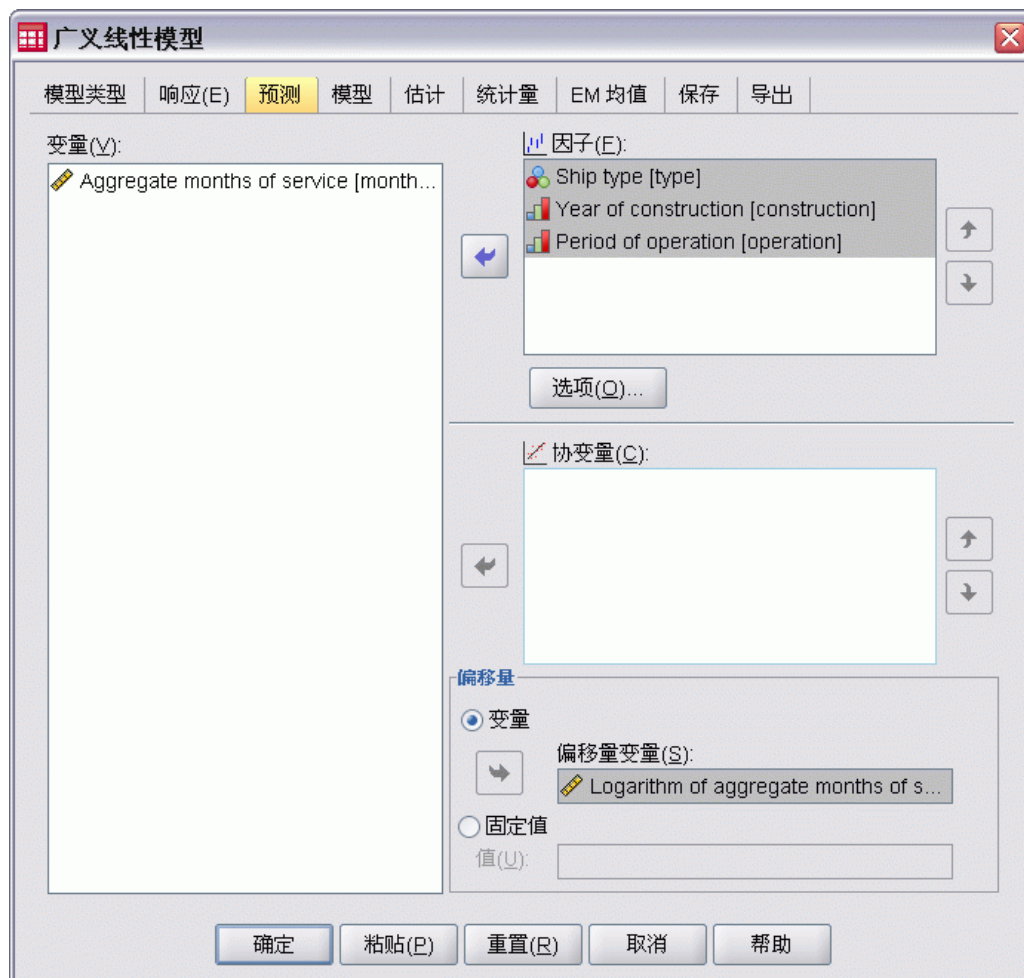 广义线性模型
模型类型 响应(E) 预测 模型 估计 统计量 EM 均值 保存 导出
变量(V):
Aggregate months of service [month...
因子(F):
Ship type [type]
Year of construction [construction]
Period of operation [operation]
选项(O)...
协变量(C):
偏移量
变量
偏移量变量(S):
Logarithm of aggregate months of s...
固定值
值(U):
确定 粘贴(P) 重置(R) 取消 帮助